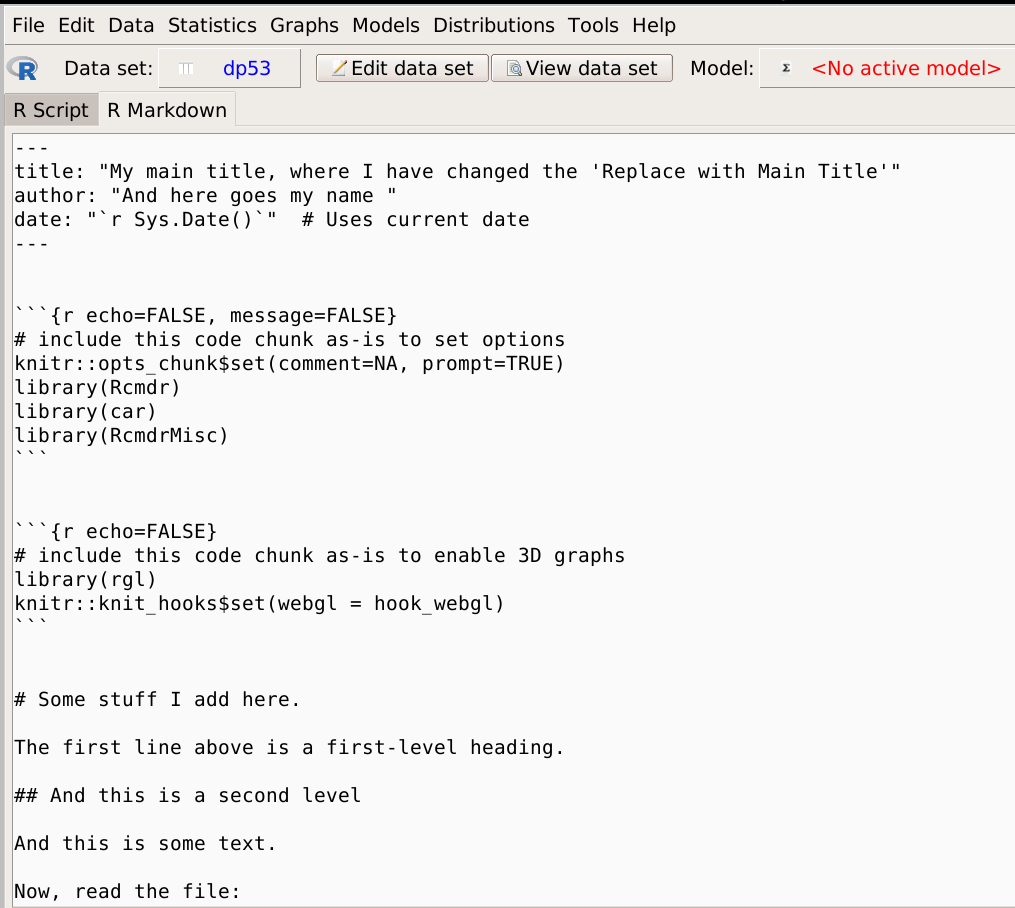 File Edit Data Statistics Graphs Models Distributions Tools Help
R Data set: dp53 Edit data set View data set Model: Σ <No active model>
R Script R Markdown
---
title: "My main title, where I have changed the 'Replace with Main Title'"
author: "And here goes my name "
date: "`r Sys.Date()`"  # Uses current date
---
```{r echo=FALSE, message=FALSE}
# include this code chunk as-is to set options
knitr::opts_chunk$set(comment=NA, prompt=TRUE)
library(Rcmdr)
library(car)
library(RcmdrMisc)
```
```{r echo=FALSE}
# include this code chunk as-is to enable 3D graphs
library(rgl)
knitr::knit_hooks$set(webgl = hook_webgl)
```
# Some stuff I add here.
The first line above is a first-level heading.
## And this is a second level
And this is some text.
Now, read the file: